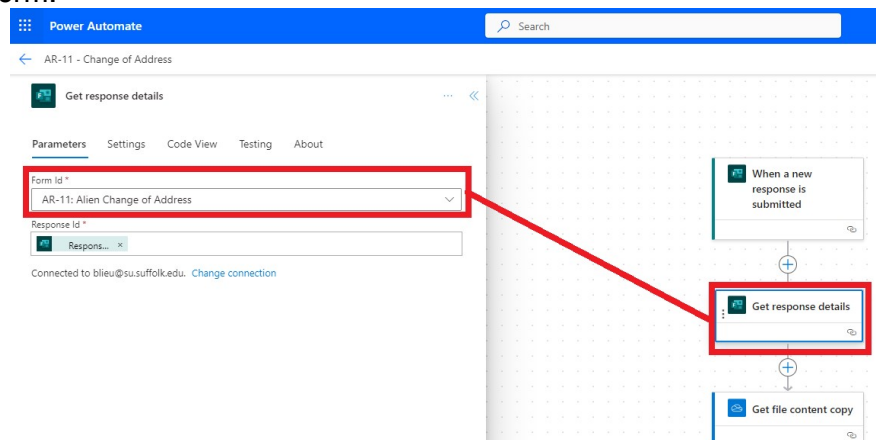 orm.
Power Automate
Search
AR-11 - Change of Address
Get response details
Parameters Settings Code View Testing About
Form Id *
AR-11: Alien Change of Address
Response Id *
Respons... ×
Connected to blieu@su.suffolk.edu. Change connection
When a new
response is
submitted
Get response details
Get file content copy